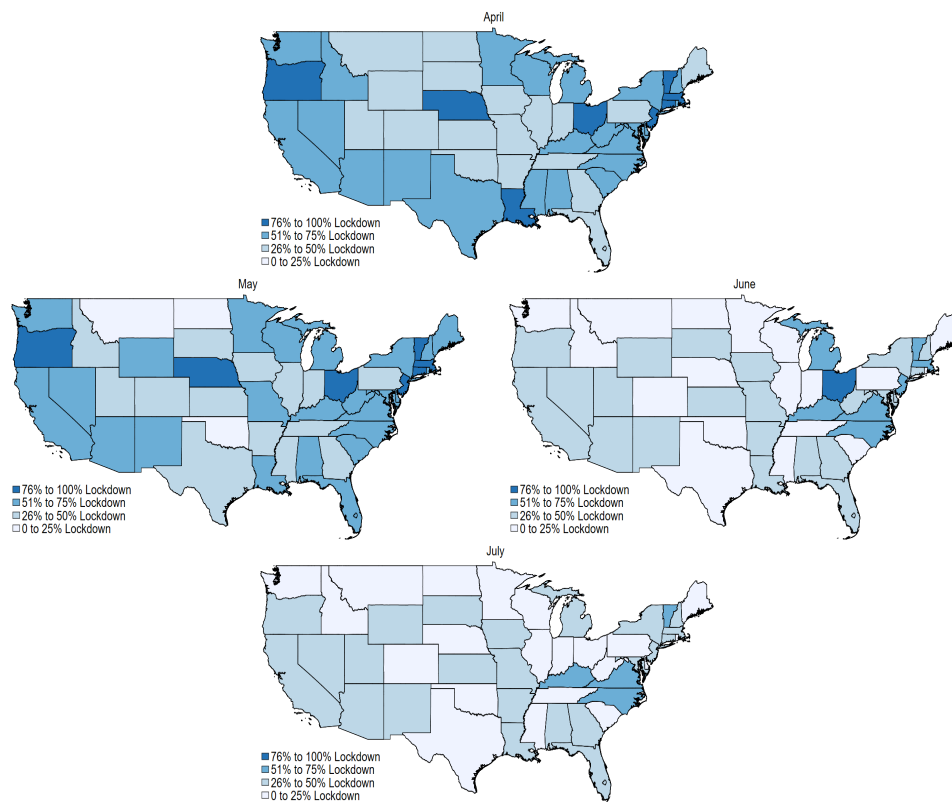 April
76% to 100% Lockdown
51% to 75% Lockdown
26% to 50% Lockdown
0 to 25% Lockdown
May
76% to 100% Lockdown
51% to 75% Lockdown
26% to 50% Lockdown
0 to 25% Lockdown
June
76% to 100% Lockdown
51% to 75% Lockdown
26% to 50% Lockdown
0 to 25% Lockdown
July
76% to 100% Lockdown
51% to 75% Lockdown
26% to 50% Lockdown
0 to 25% Lockdown